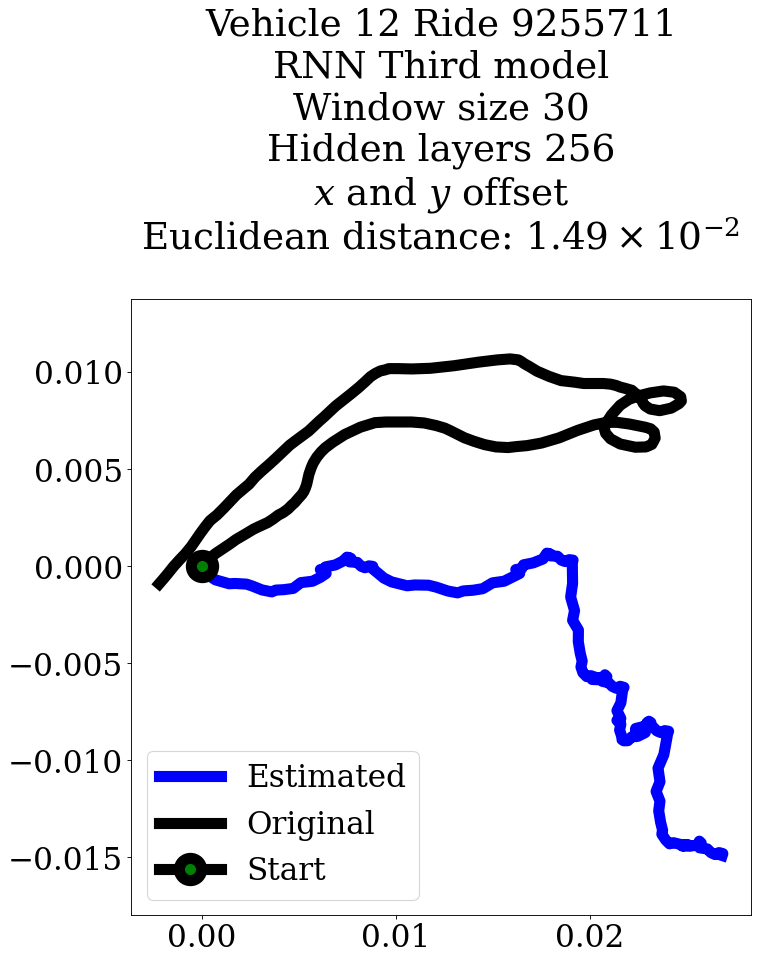 Vehicle 12 Ride 9255711
RNN Third model
Window size 30
Hidden layers 256
x and y offset
Euclidean distance: 1.49 × 10⁻²
0.010
0.005
0.000
−0.005
−0.010
−0.015
Estimated
Original
Start
0.00 0.01 0.02